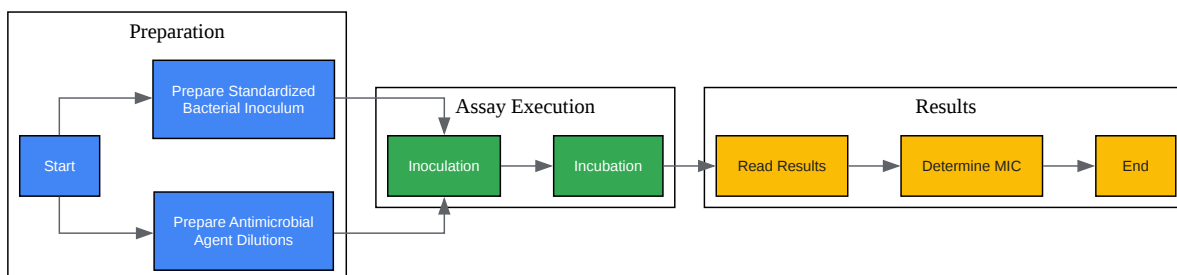 Preparation
Prepare Standardized
Bacterial Inoculum
Start
Prepare Antimicrobial
Agent Dilutions
Assay Execution
Inoculation
Incubation
Results
Read Results
Determine MIC
End